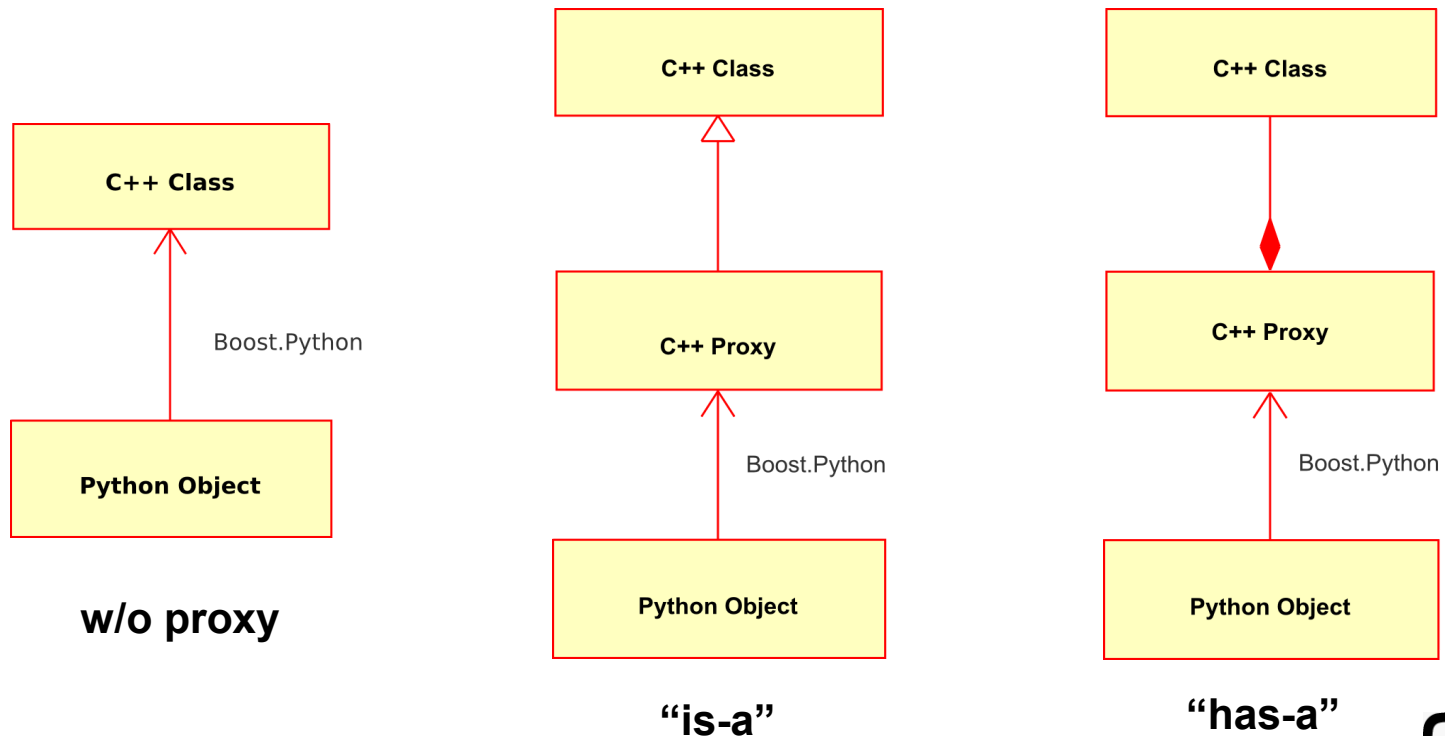 C++ Class
Boost.Python
Python Object
w/o proxy
C++ Class
C++ Proxy
Boost.Python
Python Object
“is-a”
C++ Class
C++ Proxy
Boost.Python
Python Object
“has-a”